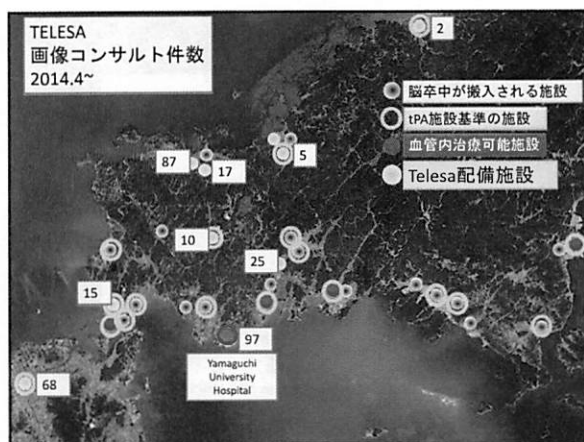 TELESA
画像コンサルト件数
2014.4~
2
脳卒中が搬入される施設
tPA施設基準の施設
血管内治療可能施設
Telesa配備施設
5
87
17
10
25
15
97
Yamaguchi
University
Hospital
68